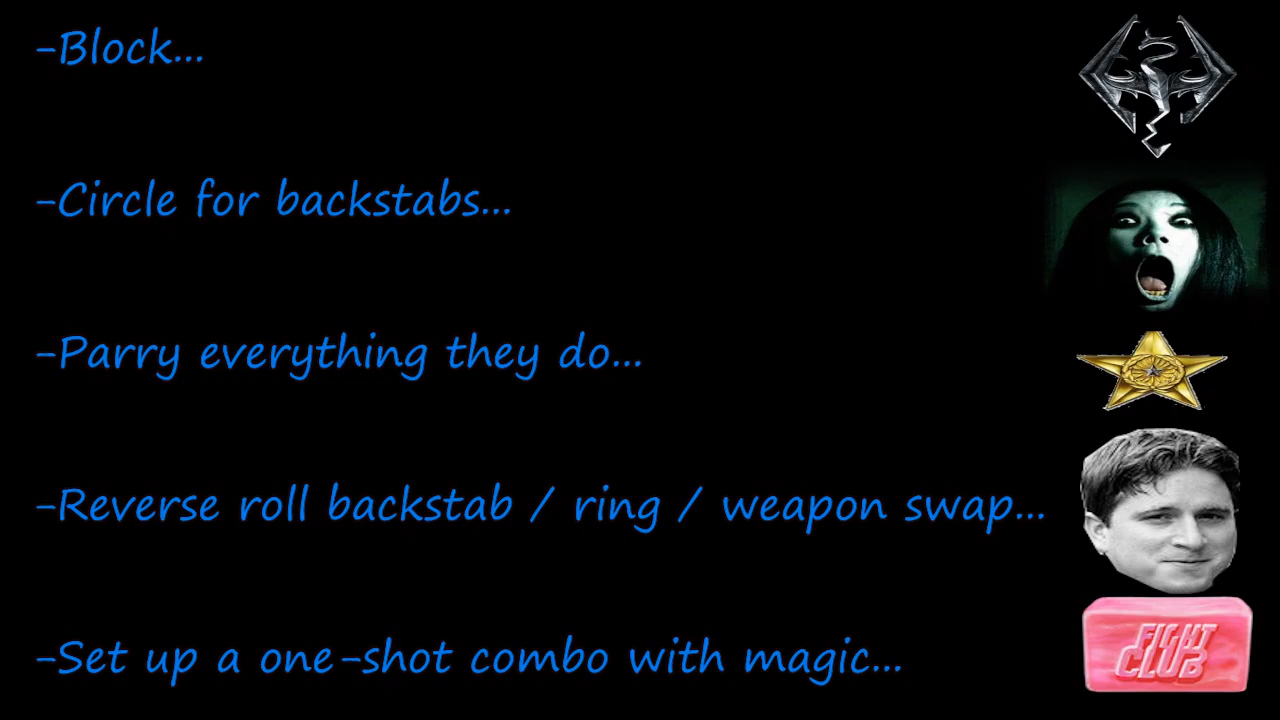 -Block...
-Circle for backstabs...
-Parry everything they do...
-Reverse roll backstab / ring / weapon swap...
-Set up a one-shot combo with magic...
FIGHT
CLUB